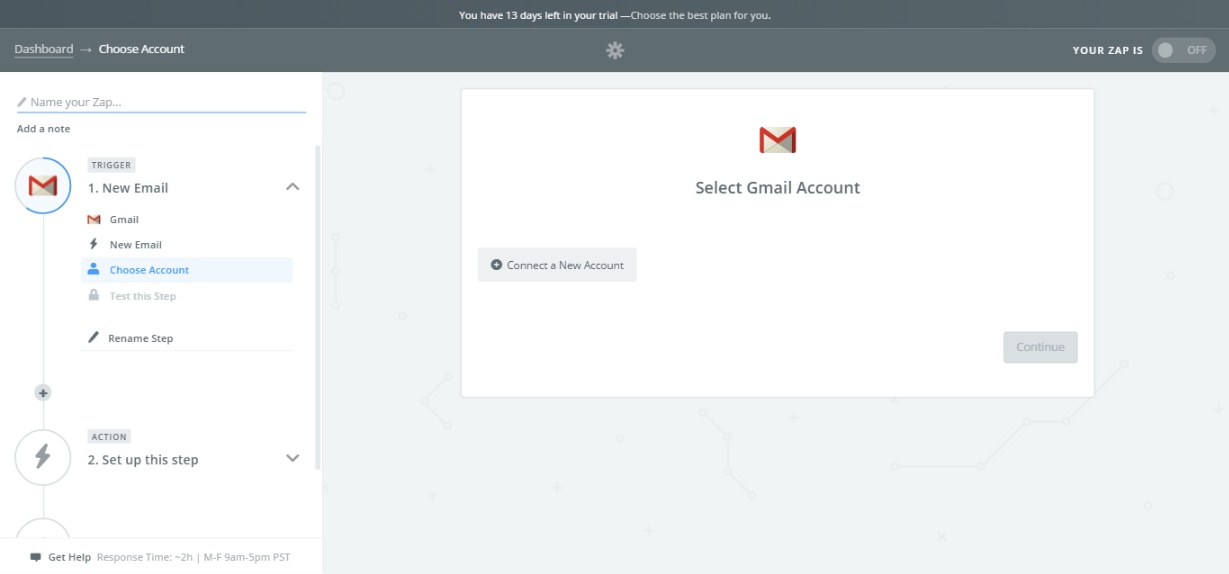 You have 13 days left in your trial —Choose the best plan for you.
Dashboard → Choose Account
YOUR ZAP IS OFF
Name your Zap...
Add a note
TRIGGER
1. New Email
Gmail
New Email
Choose Account
Test this Step
Rename Step
ACTION
2. Set up this step
Get Help Response Time: ~2h | M-F 9am-5pm PST
Select Gmail Account
Connect a New Account
Continue